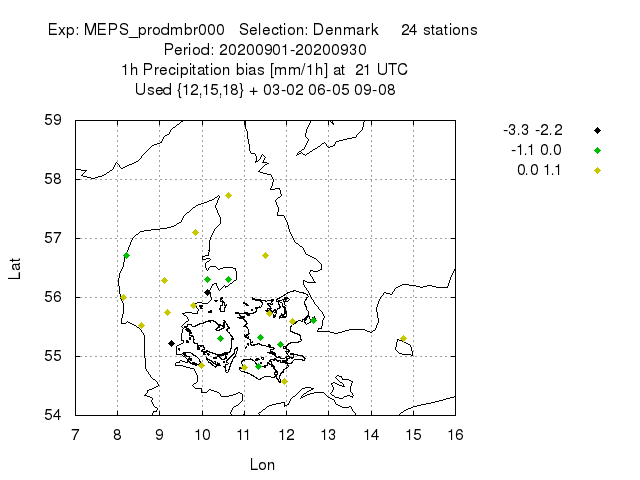 Exp: MEPS_prodmbr000   Selection: Denmark     24 stations
Period: 20200901-20200930
1h Precipitation bias [mm/1h] at  21 UTC
Used {12,15,18} + 03-02 06-05 09-08
-3.3 -2.2
-1.1 0.0
0.0 1.1
59
58
57
56
55
54
Lat
7 8 9 10 11 12 13 14 15 16
Lon